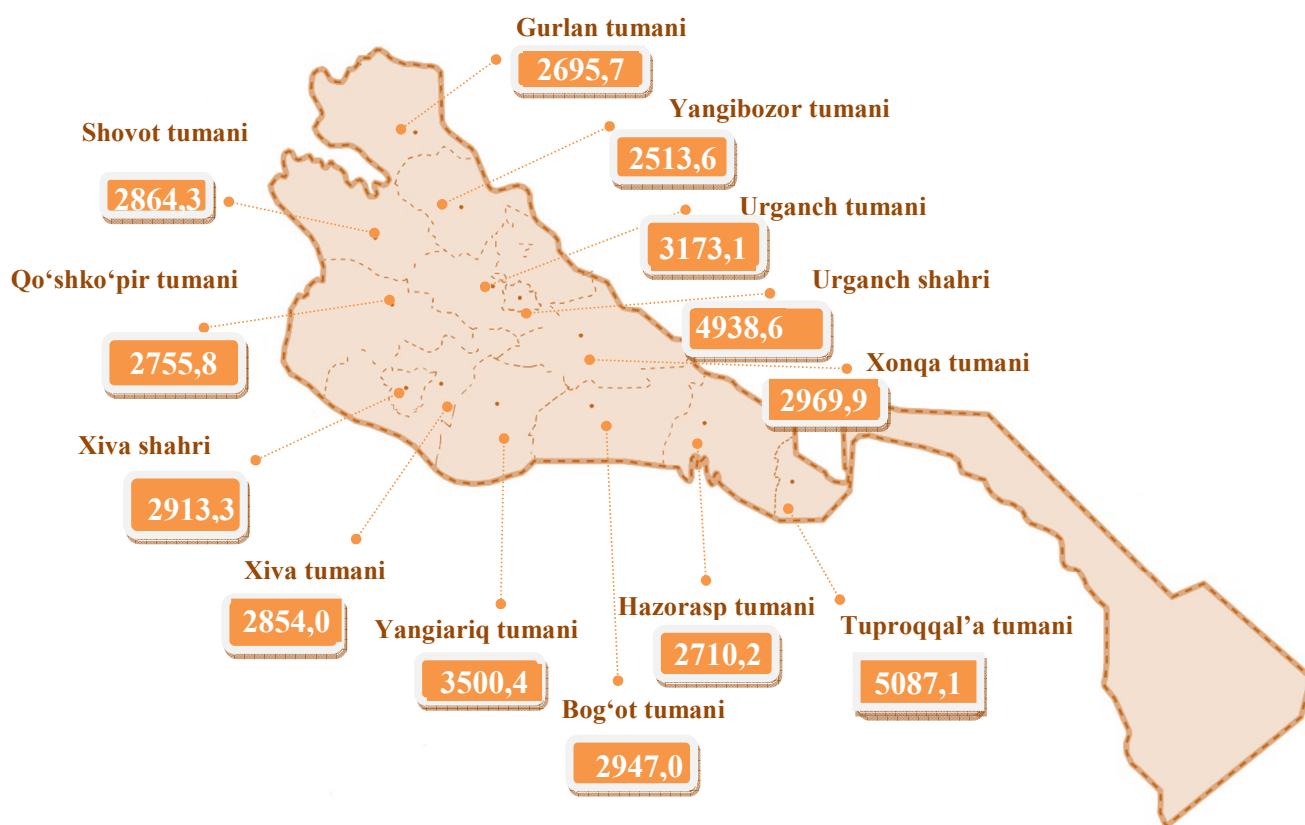 Gurlan tumani
2695,7
Yangibozor tumani
2513,6
Shovot tumani
2864,3
Urganch tumani
3173,1
Qo‘shko‘pir tumani
2755,8
Urganch shahri
4938,6
Xonqa tumani
2969,9
Xiva shahri
2913,3
Xiva tumani
2854,0
Yangiariq tumani
3500,4
Hazorasp tumani
2710,2
Tuproqqal’a tumani
5087,1
Bog‘ot tumani
2947,0